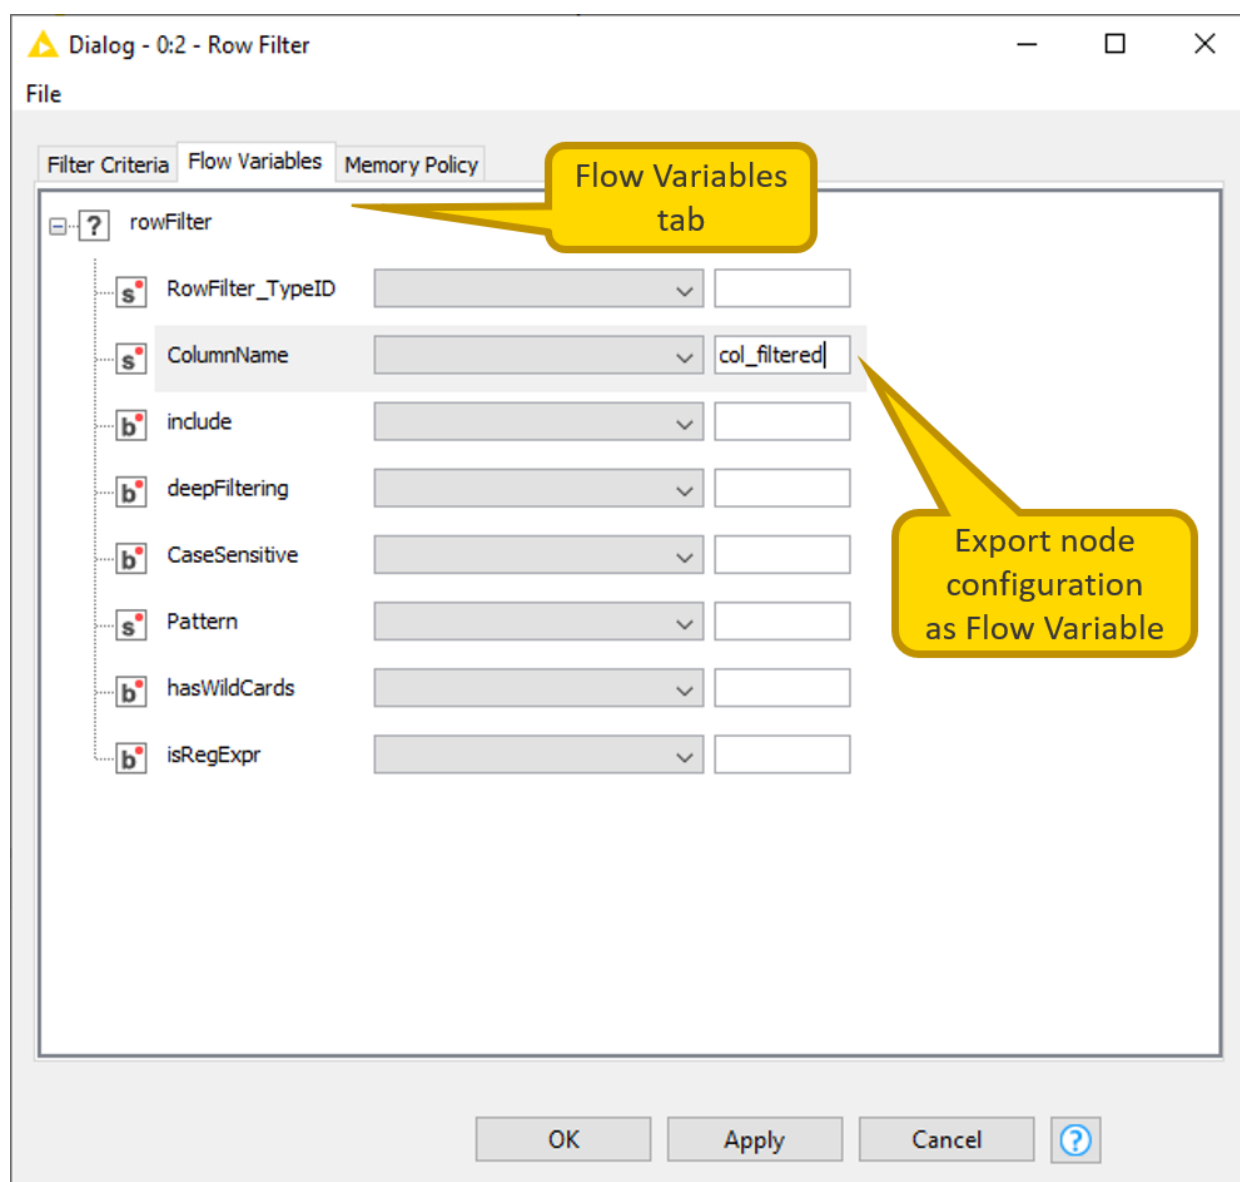 Dialog - 0:2 - Row Filter
File
Filter Criteria Flow Variables Memory Policy
Flow Variables
tab
? rowFilter
s RowFilter_TypeID
s ColumnName col_filtered
b include
b deepFiltering
b CaseSensitive
Export node
configuration
as Flow Variable
s Pattern
b hasWildCards
b isRegExpr
OK Apply Cancel ?